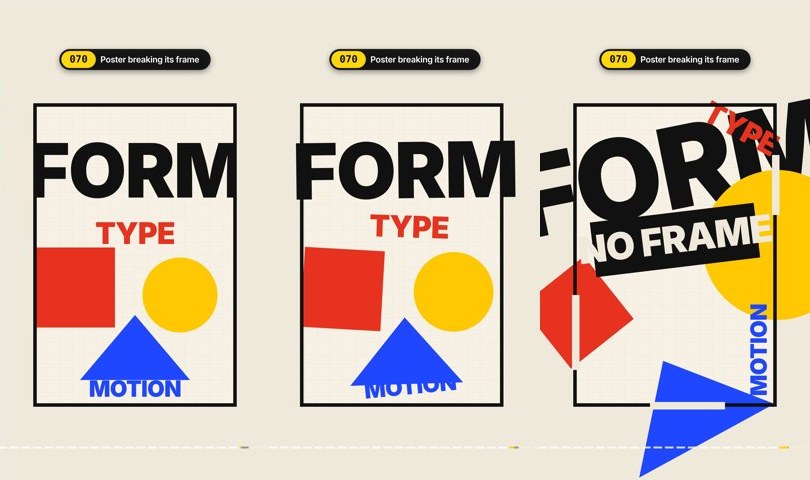 070 Poster breaking its frame
FORM
TYPE
MOTION
070 Poster breaking its frame
FORM
TYPE
MOTION
070 Poster breaking its frame
TYPE
FORM
NO FRAME
MOTION